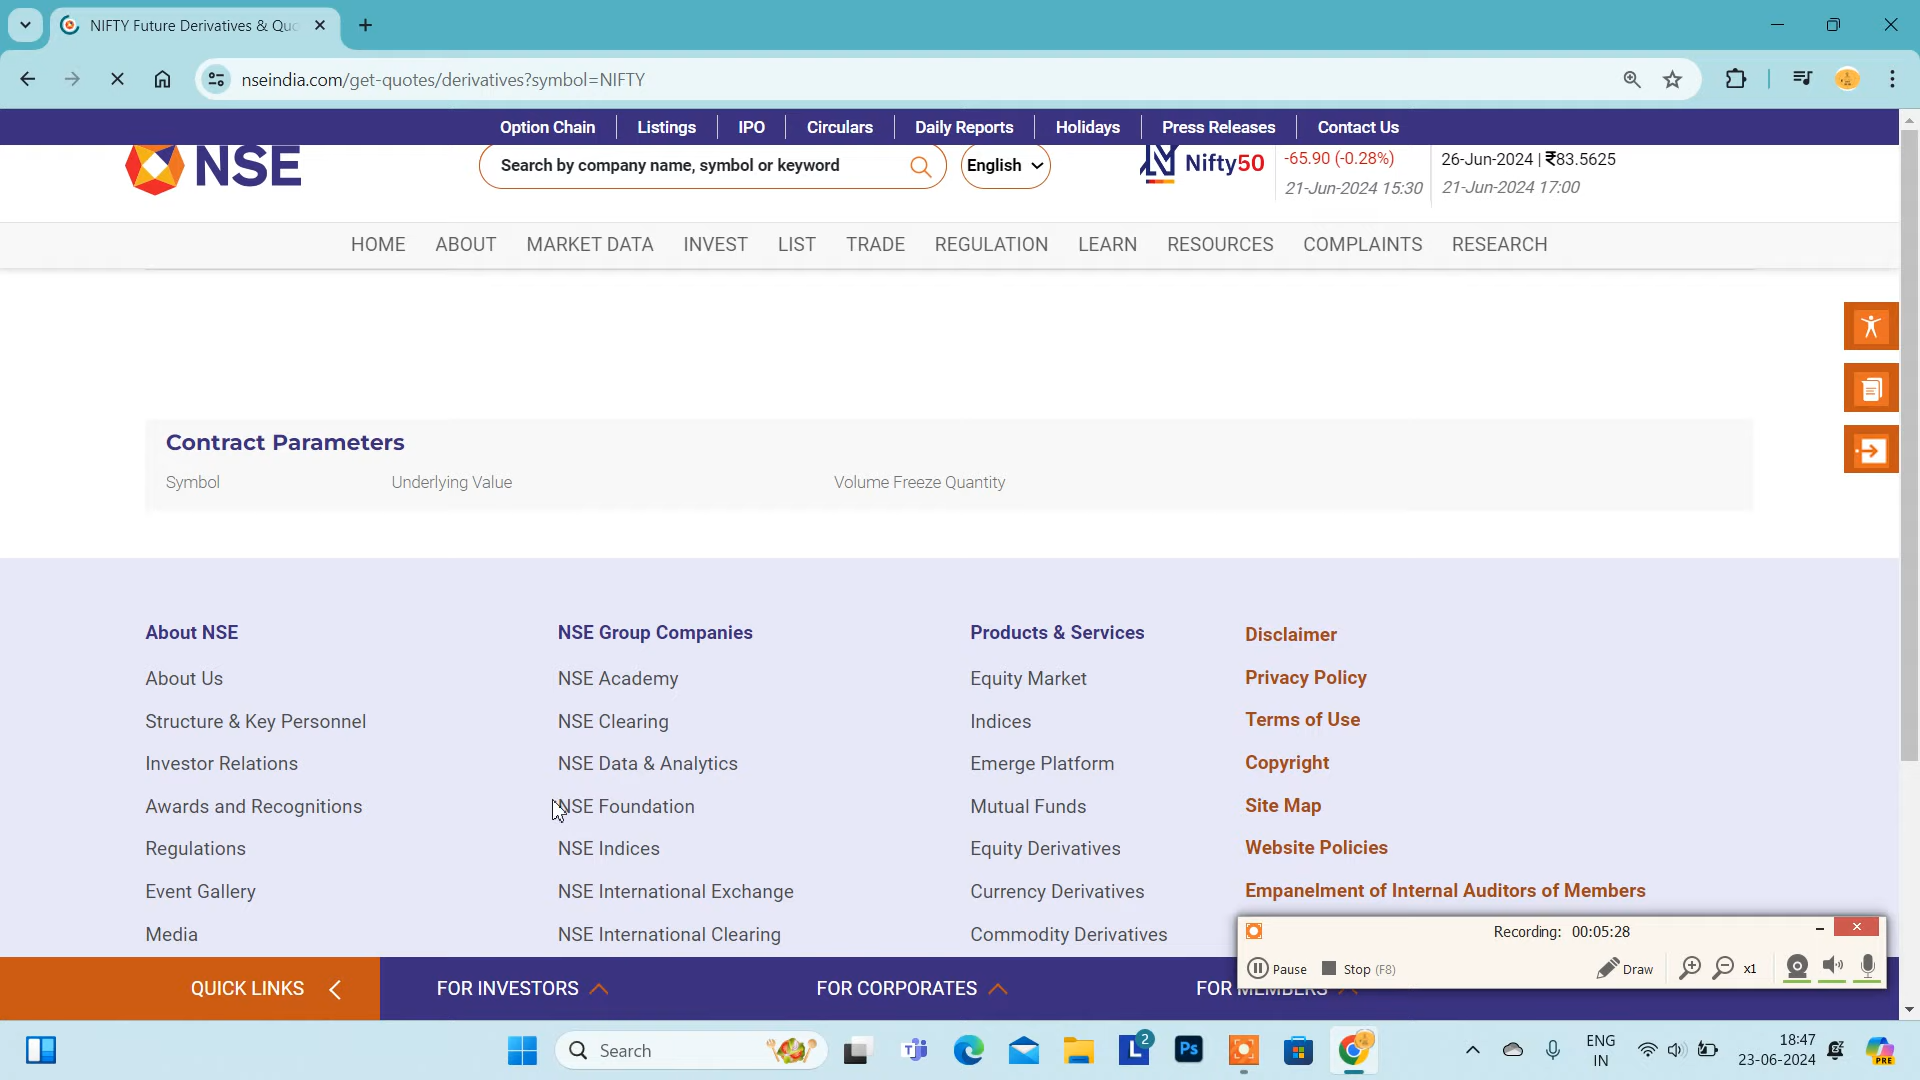 NIFTY Future Derivatives & Quo
nseindia.com/get-quotes/derivatives?symbol=NIFTY
Option Chain Listings IPO Circulars Daily Reports Holidays Press Releases Contact Us
NSE Search by company name, symbol or keyword English Nifty50 -65.90 (-0.28%) 26-Jun-2024 | ₹83.5625
21-Jun-2024 15:30 21-Jun-2024 17:00
HOME ABOUT MARKET DATA INVEST LIST TRADE REGULATION LEARN RESOURCES COMPLAINTS RESEARCH
Contract Parameters
Symbol Underlying Value Volume Freeze Quantity
About NSE NSE Group Companies Products & Services Disclaimer
About Us NSE Academy Equity Market Privacy Policy
Structure & Key Personnel NSE Clearing Indices Terms of Use
Investor Relations NSE Data & Analytics Emerge Platform Copyright
Awards and Recognitions NSE Foundation Mutual Funds Site Map
Regulations NSE Indices Equity Derivatives Website Policies
Event Gallery NSE International Exchange Currency Derivatives Empanelment of Internal Auditors of Members
Media NSE International Clearing Commodity Derivatives
Recording: 00:05:28
Pause Stop (F8) Draw x1
QUICK LINKS FOR INVESTORS FOR CORPORATES FOR MEMBERS
Search L 2 Ps ENG 18:47
IN 23-06-2024 PRE